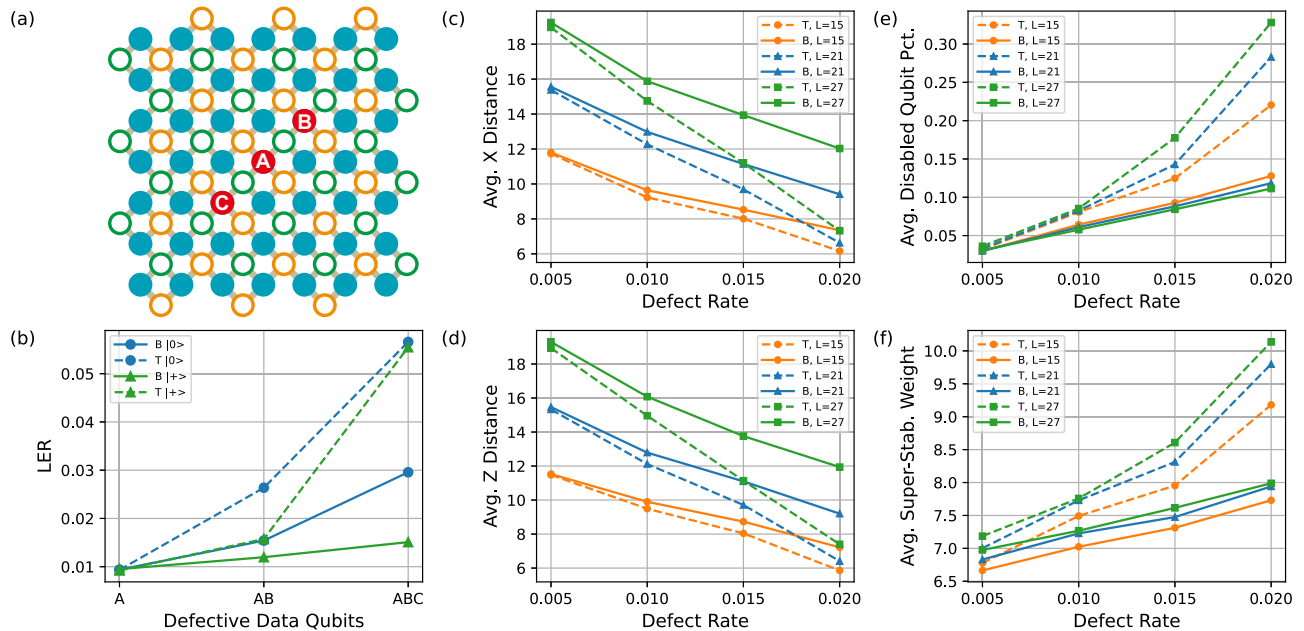 (a)
B
A
C
(b)
B |0>
T |0>
B |+>
T |+>
LER
0.05
0.04
0.03
0.02
0.01
A
AB
ABC
Defective Data Qubits
(c)
T, L=15
B, L=15
T, L=21
B, L=21
T, L=27
B, L=27
Avg. X Distance
18
16
14
12
10
8
6
0.005
0.010
0.015
0.020
Defect Rate
(d)
T, L=15
B, L=15
T, L=21
B, L=21
T, L=27
B, L=27
Avg. Z Distance
18
16
14
12
10
8
6
0.005
0.010
0.015
0.020
Defect Rate
(e)
T, L=15
B, L=15
T, L=21
B, L=21
T, L=27
B, L=27
Avg. Disabled Qubit Pct.
0.30
0.25
0.20
0.15
0.10
0.05
0.005
0.010
0.015
0.020
Defect Rate
(f)
T, L=15
B, L=15
T, L=21
B, L=21
T, L=27
B, L=27
Avg. Super-Stab. Weight
10.0
9.5
9.0
8.5
8.0
7.5
7.0
6.5
0.005
0.010
0.015
0.020
Defect Rate